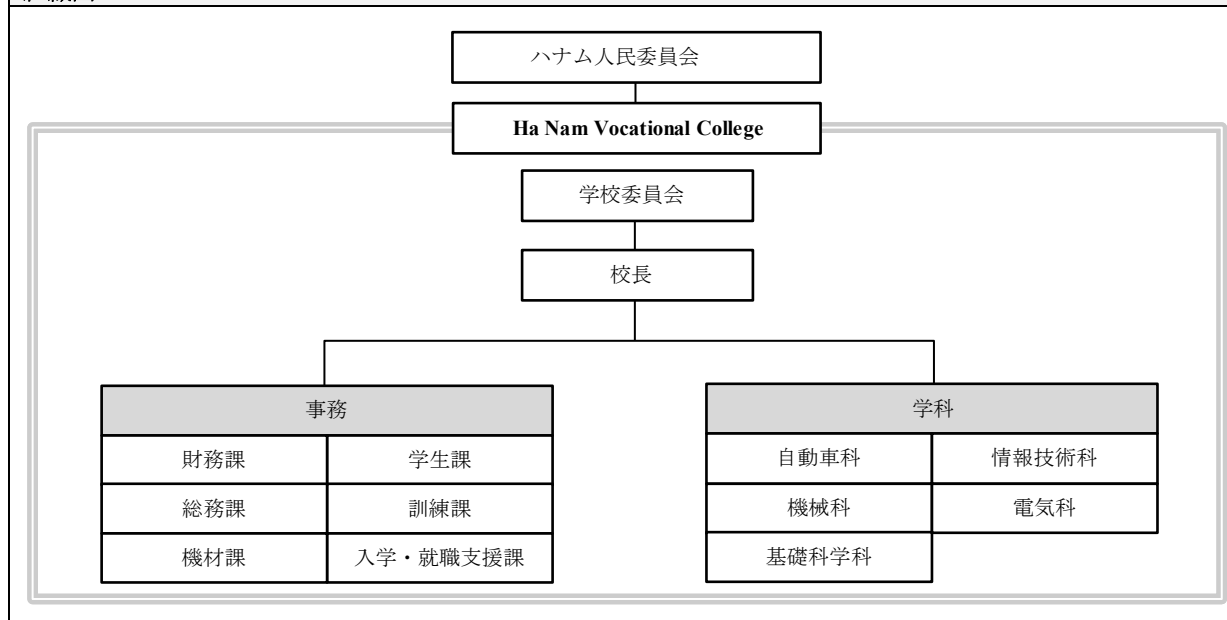 ハナム人民委員会
Ha Nam Vocational College
学校委員会
校長
事務
財務課 学生課
総務課 訓練課
機材課 入学・就職支援課
学科
自動車科 情報技術科
機械科 電気科
基礎科学科